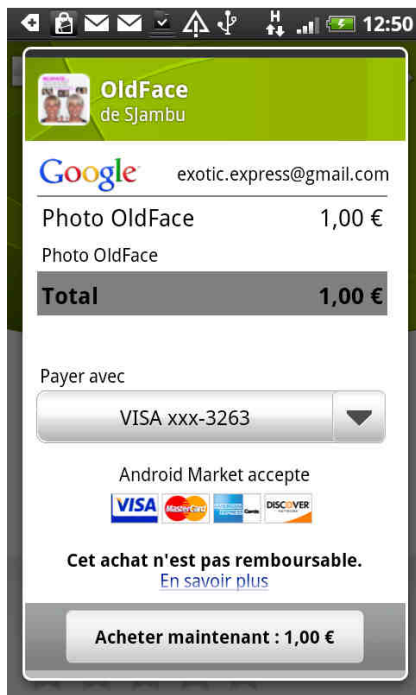 H 12:50
OldFace
de SJambu
Google exotic.express@gmail.com
Photo OldFace 1,00 €
Photo OldFace
Total 1,00 €
Payer avec
VISA xxx-3263
Android Market accepte
VISA MasterCard DISCOVER
Cet achat n'est pas remboursable.
En savoir plus
Acheter maintenant : 1,00 €